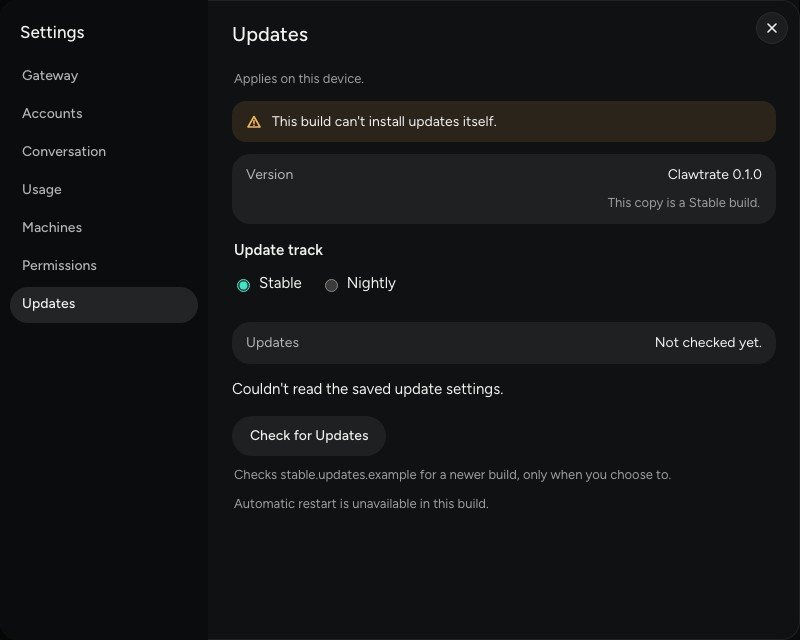 Settings
Gateway
Accounts
Conversation
Usage
Machines
Permissions
Updates
Updates
Applies on this device.
This build can't install updates itself.
Version
Clawtrate 0.1.0
This copy is a Stable build.
Update track
Stable
Nightly
Updates
Not checked yet.
Couldn't read the saved update settings.
Check for Updates
Checks stable.updates.example for a newer build, only when you choose to.
Automatic restart is unavailable in this build.